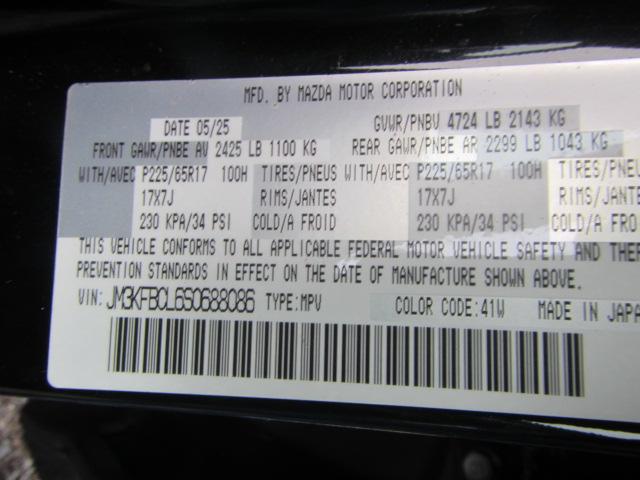 MFD. BY MAZDA MOTOR CORPORATION
DATE 05/25 GVWR/PNBV 4724 LB 2143 KG
FRONT GAWR/PNBE AV 2425 LB 1100 KG REAR GAWR/PNBE AR 2299 LB 1043 KG
WITH/AVEC P225/65R17 100H TIRES/PNEUS WITH/AVEC P225/65R17 100H TIRES/PNEUS
17X7J RIMS/JANTES 17X7J RIMS/JANTES
230 KPA/34 PSI COLD/A FROID 230 KPA/34 PSI COLD/A FROID
THIS VEHICLE CONFORMS TO ALL APPLICABLE FEDERAL MOTOR VEHICLE SAFETY AND THEF
PREVENTION STANDARDS IN EFFECT ON THE DATE OF MANUFACTURE SHOWN ABOVE.
VIN: JM3KFBCL6S0688086 TYPE:MPV COLOR CODE:41W MADE IN JAPA